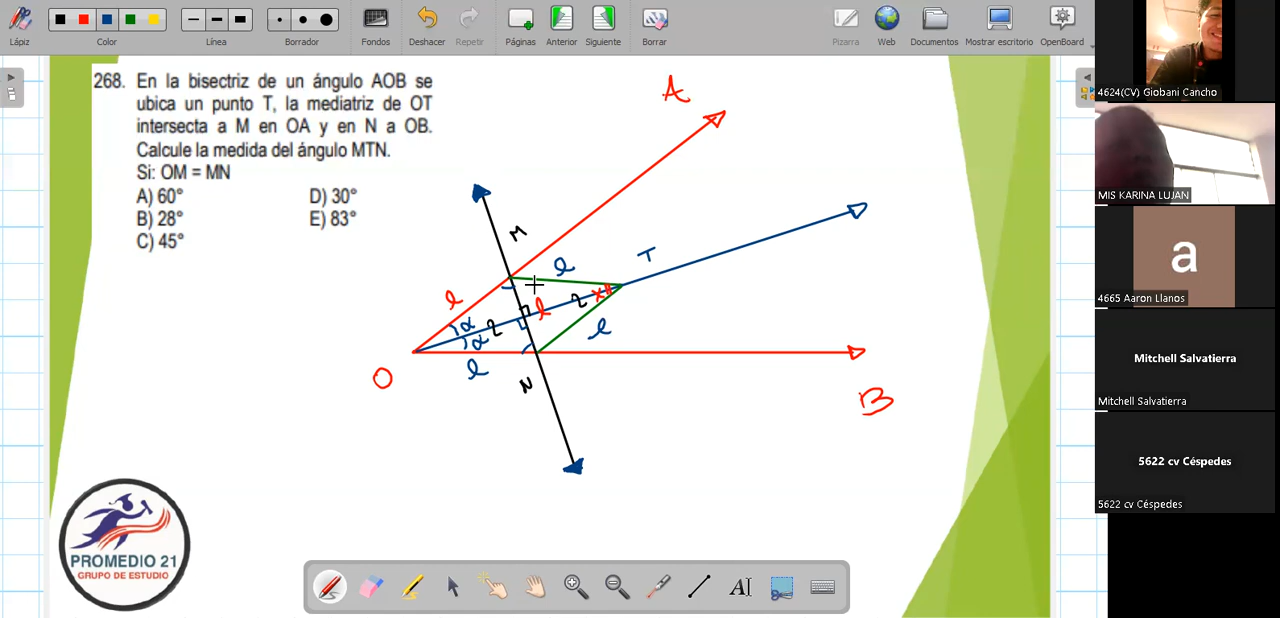 Lápiz
Color
Línea
Borrador
Fondos
Deshacer
Repetir
Páginas
Anterior
Siguiente
Borrar
Pizarra
Web
Documentos
Mostrar escritorio
OpenBoard
268. En la bisectriz de un ángulo AOB se
ubica un punto T, la mediatriz de OT
intersecta a M en OA y en N a OB.
Calcule la medida del ángulo MTN.
Si: OM = MN
A) 60° D) 30°
B) 28° E) 83°
C) 45°
A
M
T
l
l
l
x
α
α
l
l
O
N
B
PROMEDIO 21
GRUPO DE ESTUDIO
4624(CV) Giobani Cancho
MIS KARINA LUJAN
a
4665 Aaron Llanos
Mitchell Salvatierra
Mitchell Salvatierra
5622 cv Céspedes
5622 cv Céspedes
AI